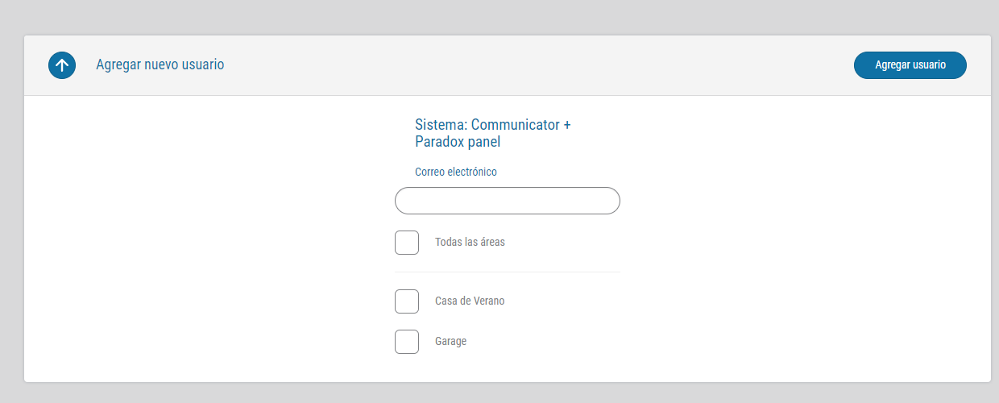 Agregar nuevo usuario
Agregar usuario
Sistema: Communicator +
Paradox panel
Correo electrónico
Todas las áreas
Casa de Verano
Garage